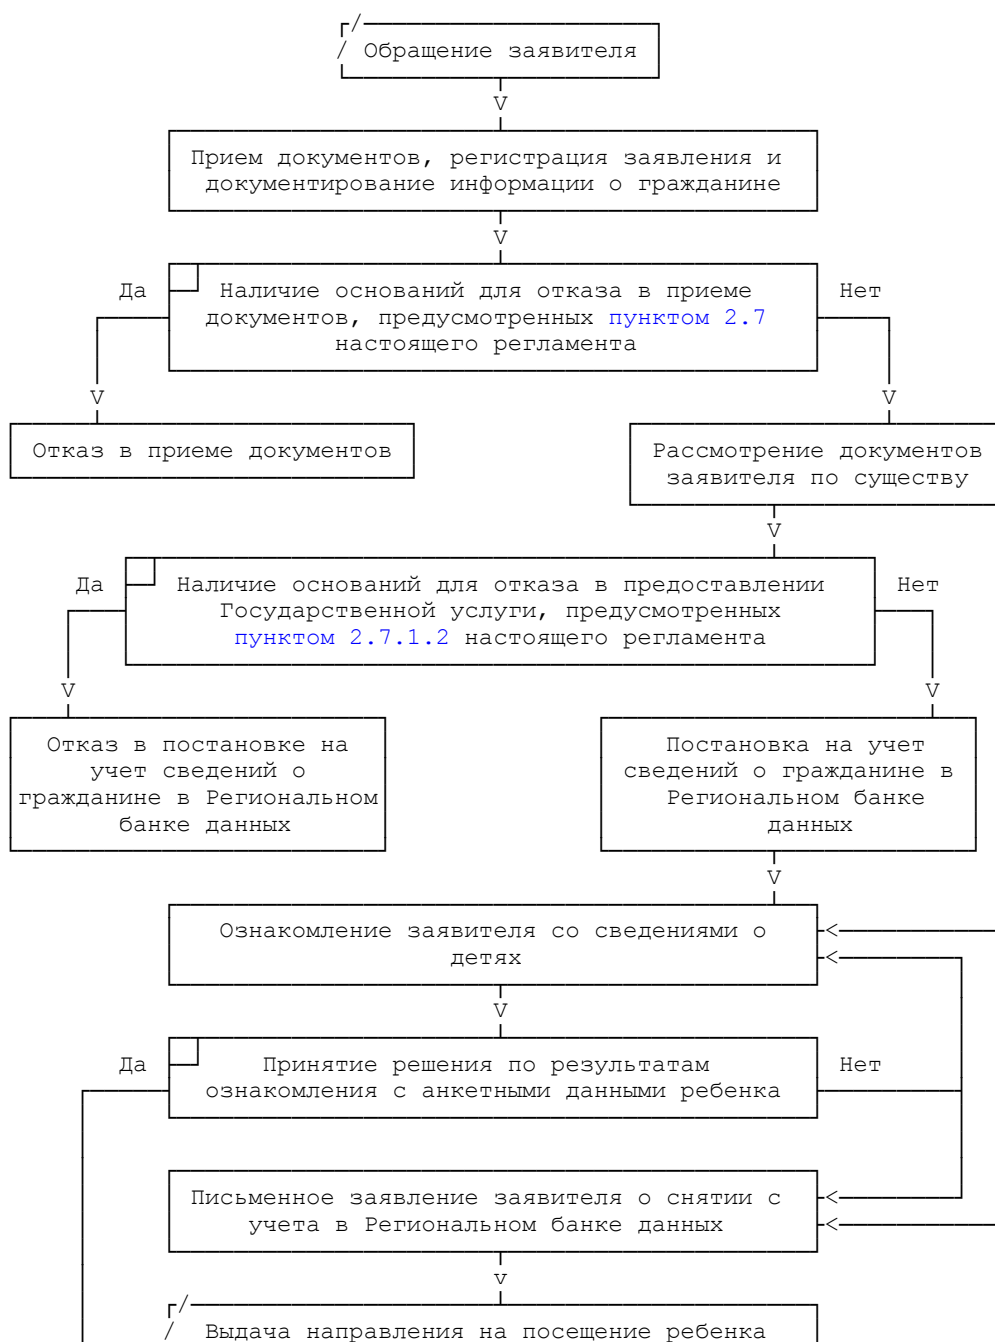 Обращение заявителя
V
Прием документов, регистрация заявления и
документирование информации о гражданине
V
Да
Наличие оснований для отказа в приеме
Нет
документов, предусмотренных пунктом 2.7
настоящего регламента
V
V
Отказ в приеме документов
Рассмотрение документов
заявителя по существу
V
Да
Наличие оснований для отказа в предоставлении
Нет
Государственной услуги, предусмотренных
пунктом 2.7.1.2 настоящего регламента
V
V
Отказ в постановке на
учет сведений о
гражданине в Региональном
банке данных
Постановка на учет
сведений о гражданине в
Региональном банке
данных
V
Ознакомление заявителя со сведениями о
детях
V
Да
Принятие решения по результатам
Нет
ознакомления с анкетными данными ребенка
Письменное заявление заявителя о снятии с
учета в Региональном банке данных
v
Выдача направления на посещение ребенка